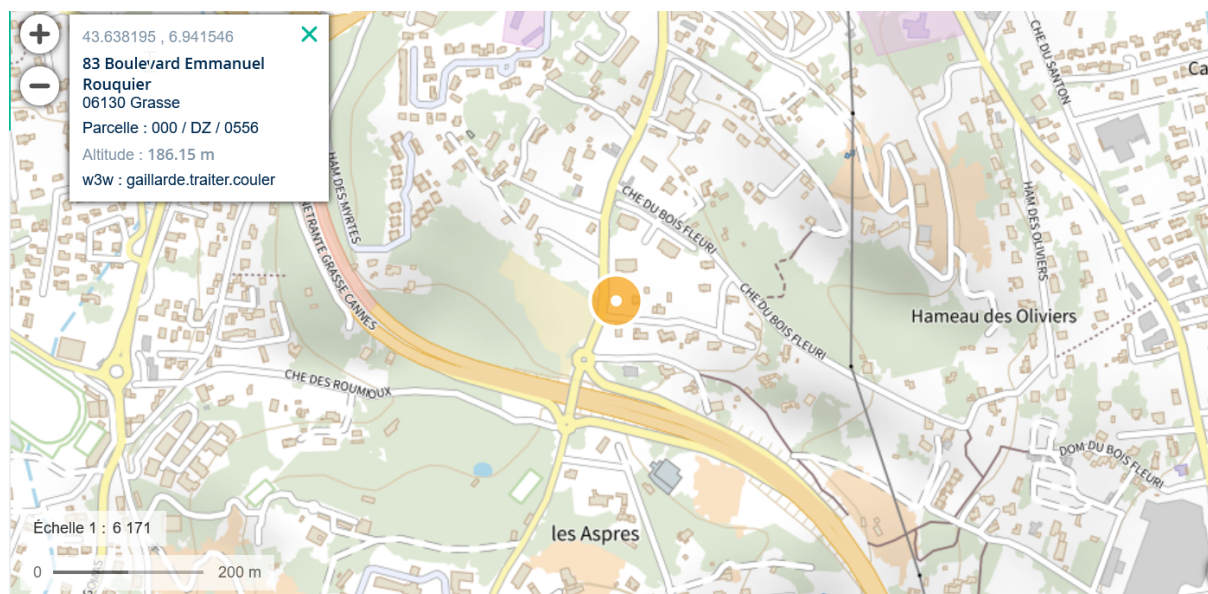 43.638195 , 6.941546
83 Boulevard Emmanuel
Rouquier
06130 Grasse
Parcelle : 000 / DZ / 0556
Altitude : 186.15 m
w3w : gaillarde.traiter.couler
CHE DU SANTON
HAM DES MYRTES
CHE DU BOIS FLEURI
HAM DES OLIVIERS
GRASSE CANNES
CHE DU BOIS FLEURI
Hameau des Oliviers
CHE DES ROUMIOUX
DOM DU BOIS FLEURI
les Aspres
Échelle 1 : 6 171
0
200 m